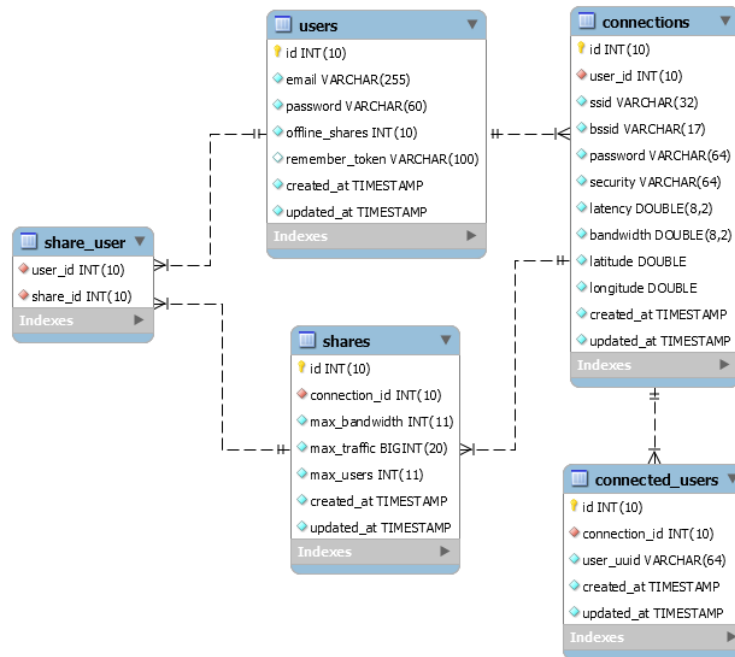 users
id INT(10)
email VARCHAR(255)
password VARCHAR(60)
offline_shares INT(10)
remember_token VARCHAR(100)
created_at TIMESTAMP
updated_at TIMESTAMP
Indexes
connections
id INT(10)
user_id INT(10)
ssid VARCHAR(32)
bssid VARCHAR(17)
password VARCHAR(64)
security VARCHAR(64)
latency DOUBLE(8,2)
bandwidth DOUBLE(8,2)
latitude DOUBLE
longitude DOUBLE
created_at TIMESTAMP
updated_at TIMESTAMP
Indexes
share_user
user_id INT(10)
share_id INT(10)
Indexes
shares
id INT(10)
connection_id INT(10)
max_bandwidth INT(11)
max_traffic BIGINT(20)
max_users INT(11)
created_at TIMESTAMP
updated_at TIMESTAMP
Indexes
connected_users
id INT(10)
connection_id INT(10)
user_uuid VARCHAR(64)
created_at TIMESTAMP
updated_at TIMESTAMP
Indexes